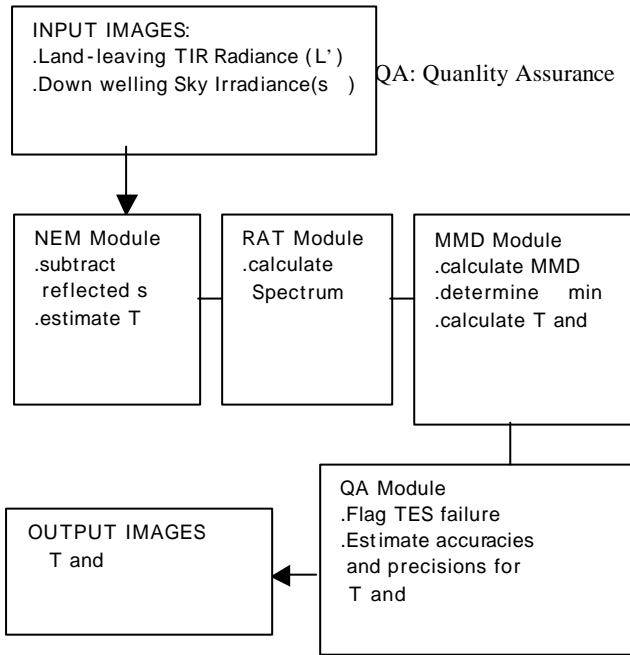 INPUT IMAGES:
.Land-leaving TIR Radiance (L’)
.Down welling Sky Irradiance(s )
QA: Quanlity Assurance
NEM Module
.subtract
reflected s
.estimate T
RAT Module
.calculate
Spectrum
MMD Module
.calculate MMD
.determine min
.calculate T and
QA Module
.Flag TES failure
.Estimate accuracies
and precisions for
T and
OUTPUT IMAGES
T and